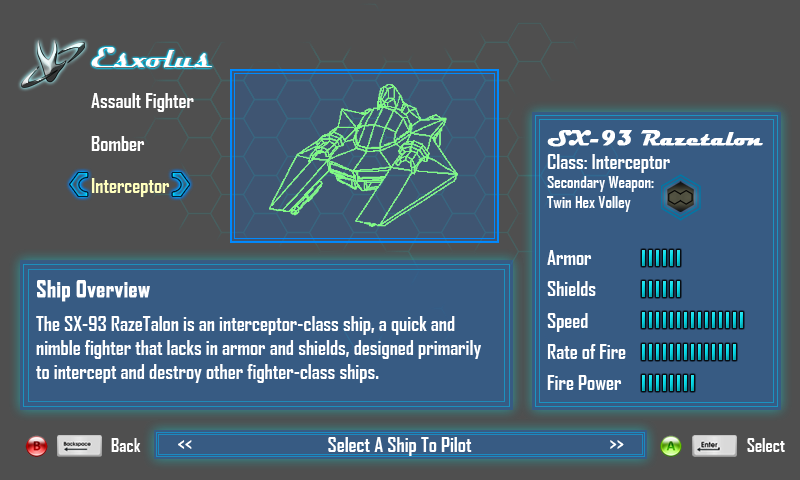 Esxolus
Assault Fighter
Bomber
Interceptor
SX-93 Razetalon
Class: Interceptor
Secondary Weapon:
Twin Hex Volley
Armor
Shields
Speed
Rate of Fire
Fire Power
Ship Overview
The SX-93 RazeTalon is an interceptor-class ship, a quick and
nimble fighter that lacks in armor and shields, designed primarily
to intercept and destroy other fighter-class ships.
B Backspace Back
<< Select A Ship To Pilot >>
A Enter Select